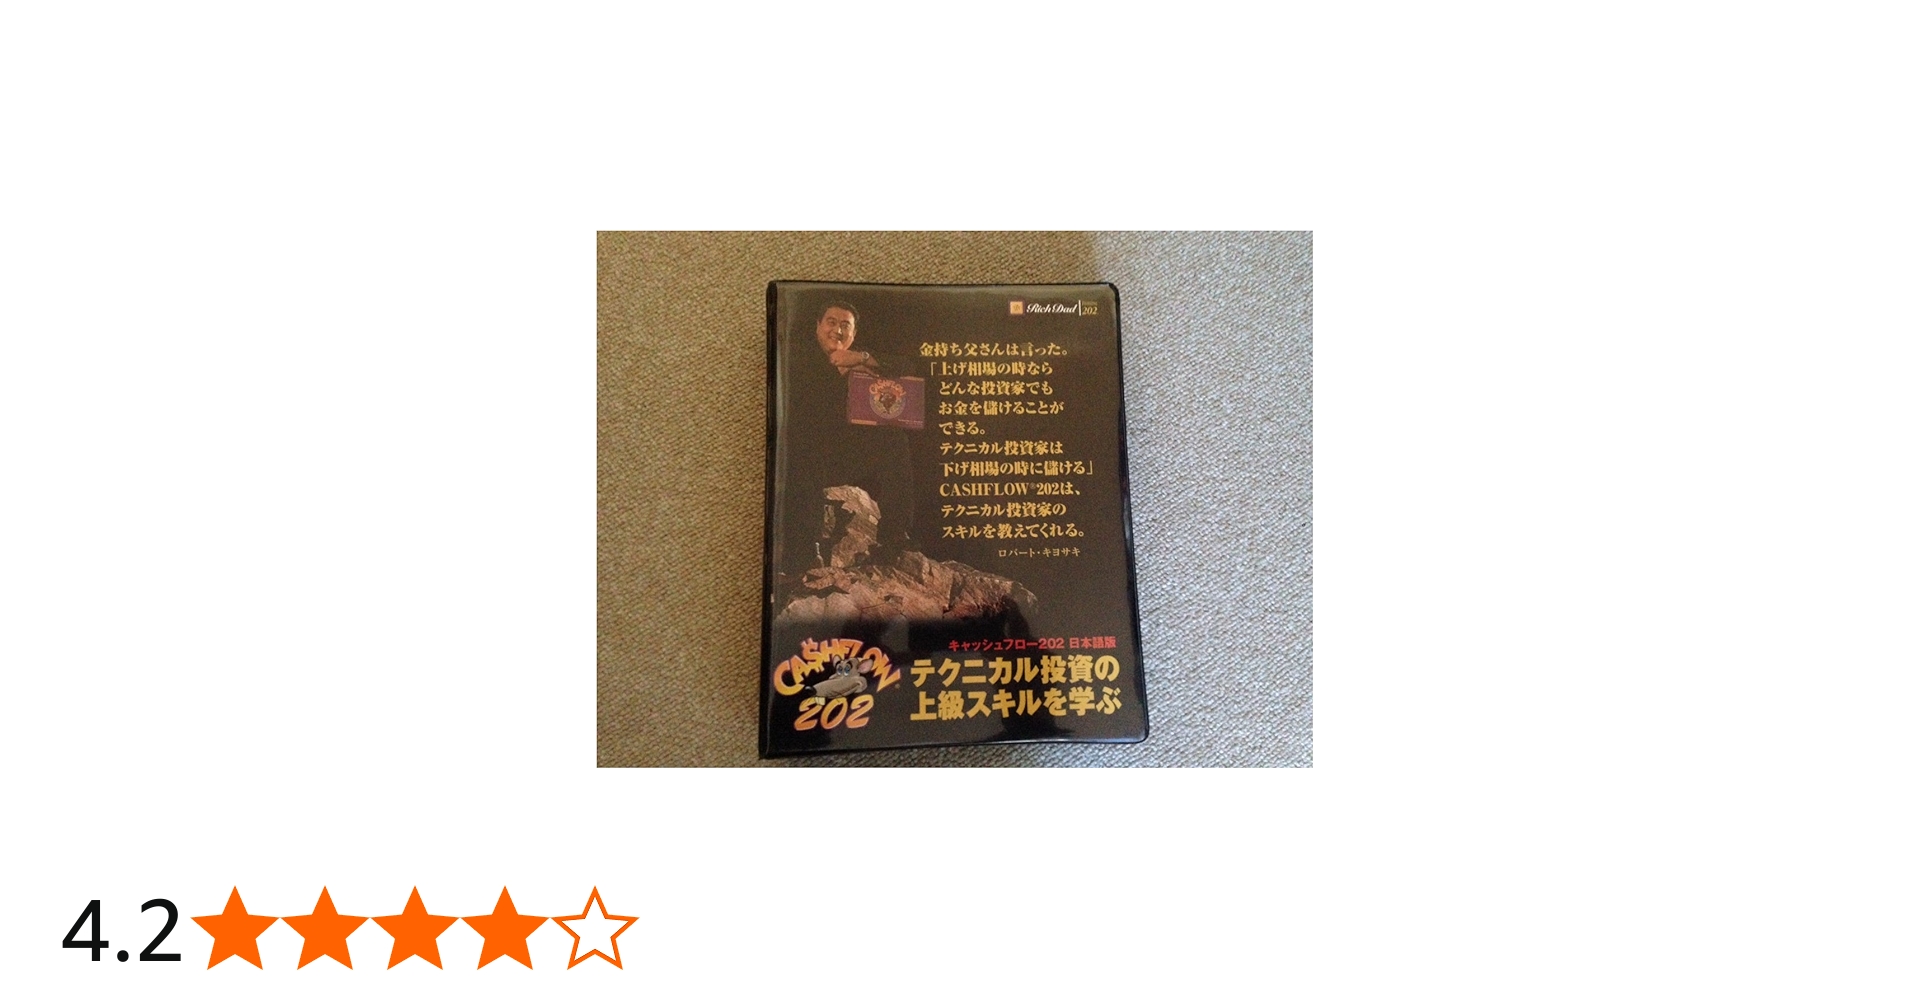 Rich Dad 202
金持ち父さんは言った。
「上げ相場の時なら
どんな投資家でも
お金を儲けることが
できる。
テクニカル投資家は
下げ相場の時に儲ける」
CASHFLOW®202は、
テクニカル投資家の
スキルを教えてくれる。
ロバート・キヨサキ
CASHFLOW
キャッシュフロー202 日本語版
テクニカル投資の
上級スキルを学ぶ
CASHFLOW®
202
4.2